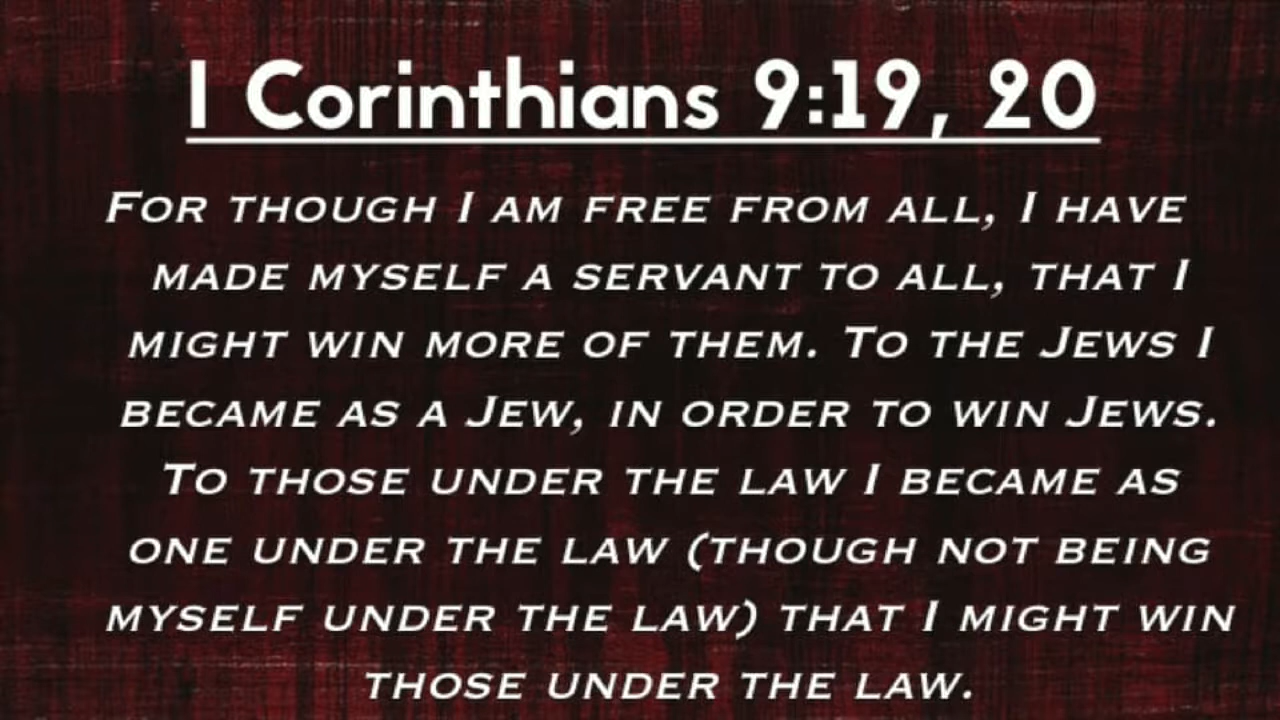 1 Corinthians 9:19, 20
For though I am free from all, I have
made myself a servant to all, that I
might win more of them. To the Jews I
became as a Jew, in order to win Jews.
To those under the law I became as
one under the law (though not being
myself under the law) that I might win
those under the law.